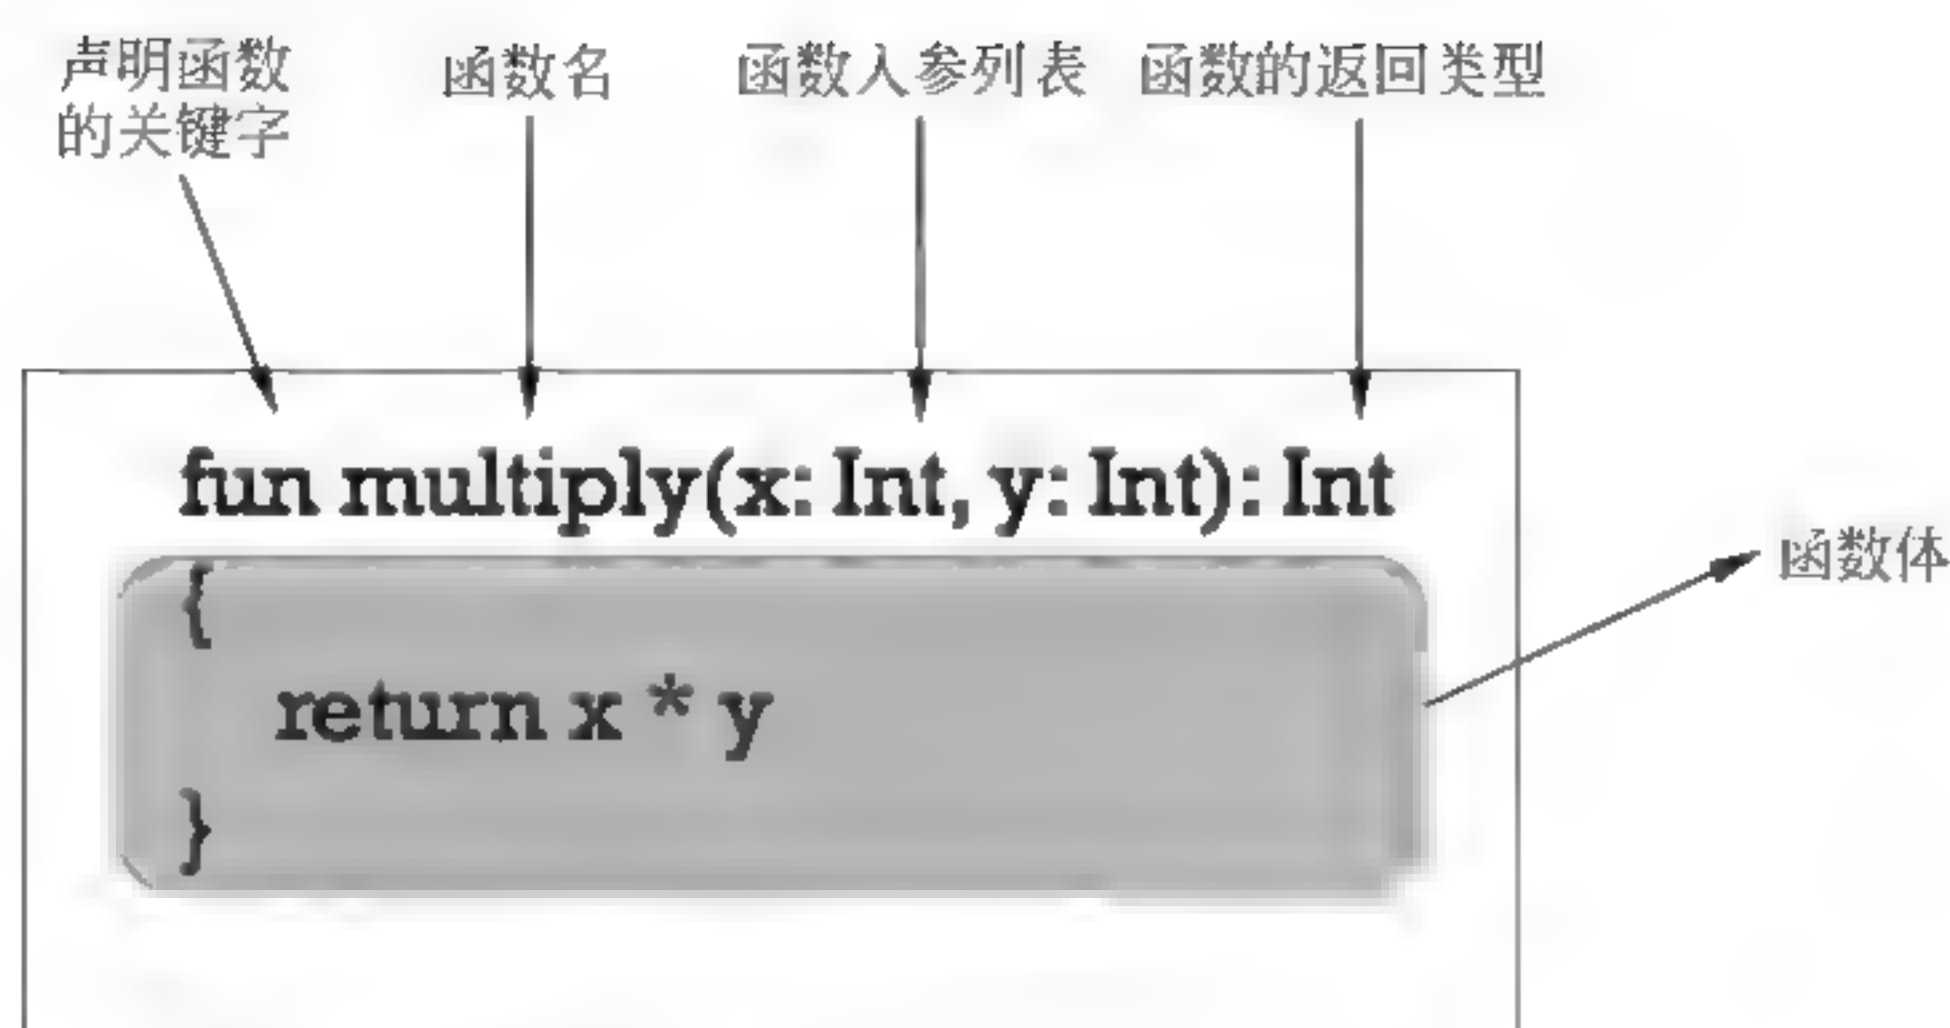 声明函数
的关键字
函数名
函数入参列表
函数的返回类型
fun multiply(x: Int, y: Int): Int
{
return x * y
}
函数体